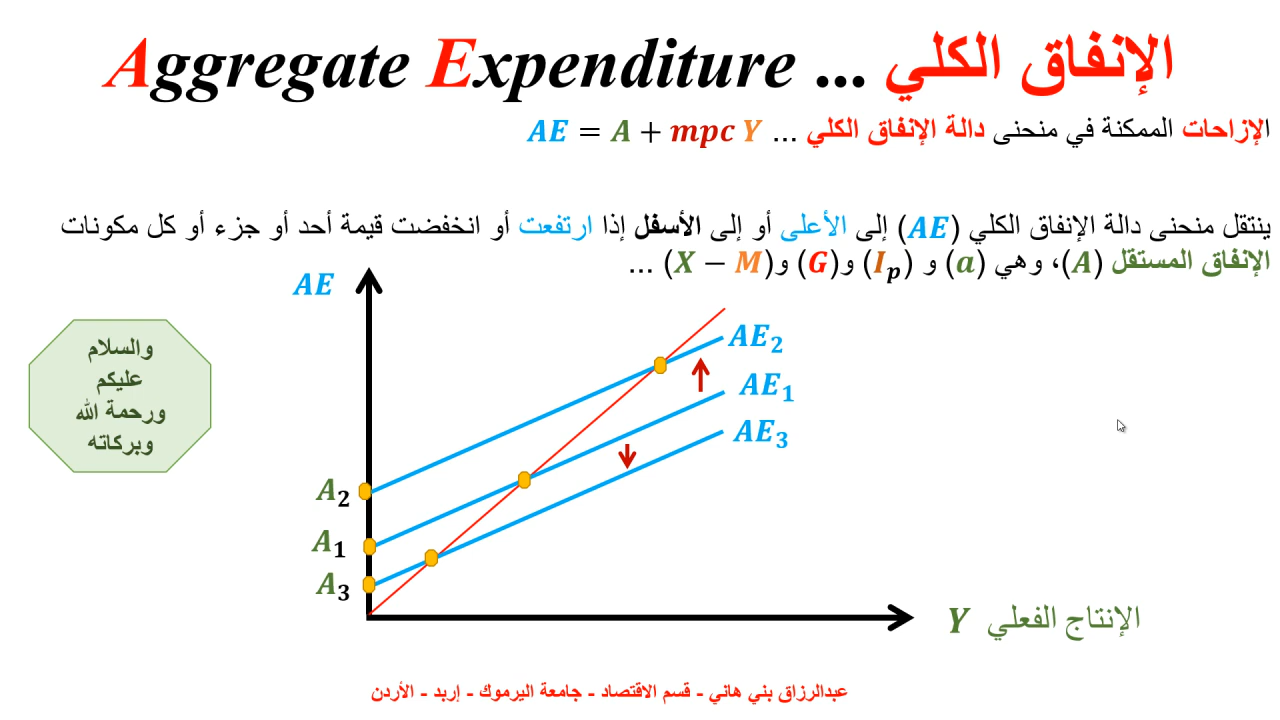 الإنفاق الكلي ... Aggregate Expenditure
الإزاحات الممكنة في منحنى دالة الإنفاق الكلي ... AE = A + mpc Y
ينتقل منحنى دالة الإنفاق الكلي (AE) إلى الأعلى أو إلى الأسفل إذا ارتفعت أو انخفضت قيمة أحد أو جزء أو كل مكونات
الإنفاق المستقل (A)، وهي (a) و (I_p) و(G) و(X − M) ...
AE
والسلام
عليكم
ورحمة الله
وبركاته
AE₂
AE₁
AE₃
A₂
A₁
A₃
Y الإنتاج الفعلي
عبدالرزاق بني هاني - قسم الاقتصاد - جامعة اليرموك - إربد - الأردن